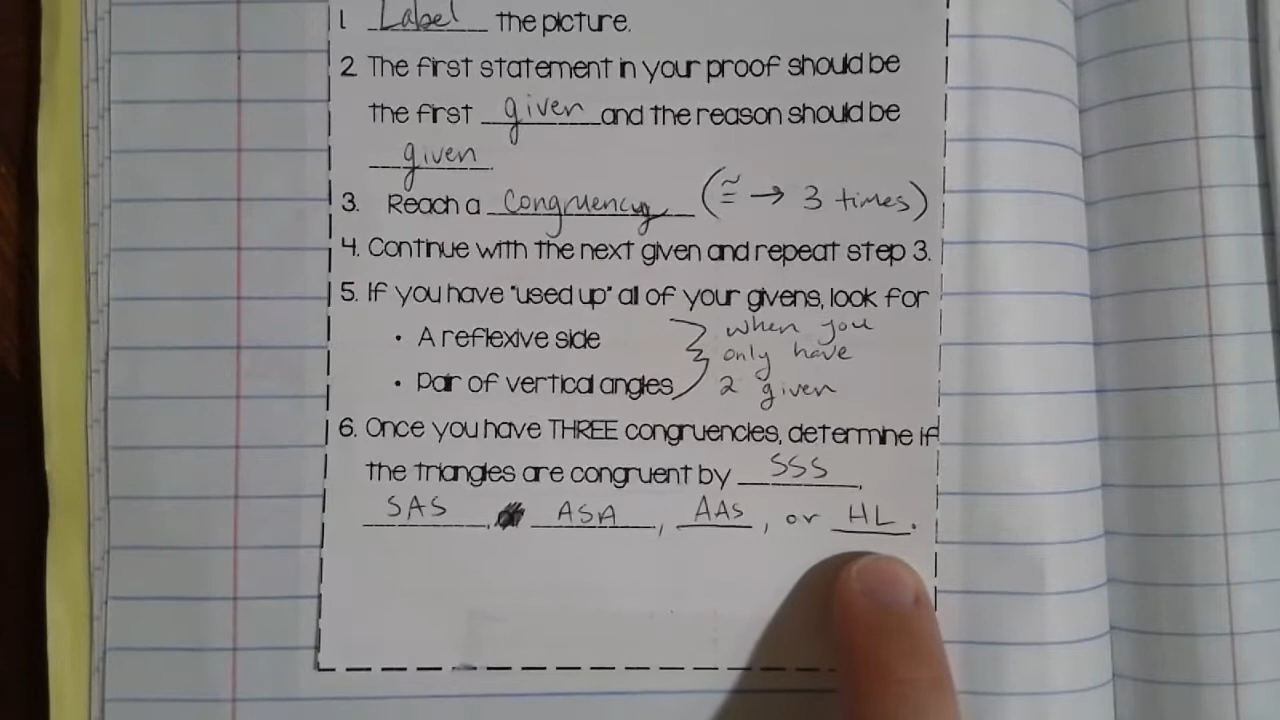 1. Label the picture.
2 The first statement in your proof should be
the first given and the reason should be
given.
3. Reach a Congruency (≅ → 3 times)
4. Continue with the next given and repeat step 3.
5. If you have "used up" all of your givens, look for
• A reflexive side
• Pair of vertical angles
when you
only have
2 given
6. Once you have THREE congruencies, determine if
the triangles are congruent by SSS,
SAS, ASA, AAS, or HL.